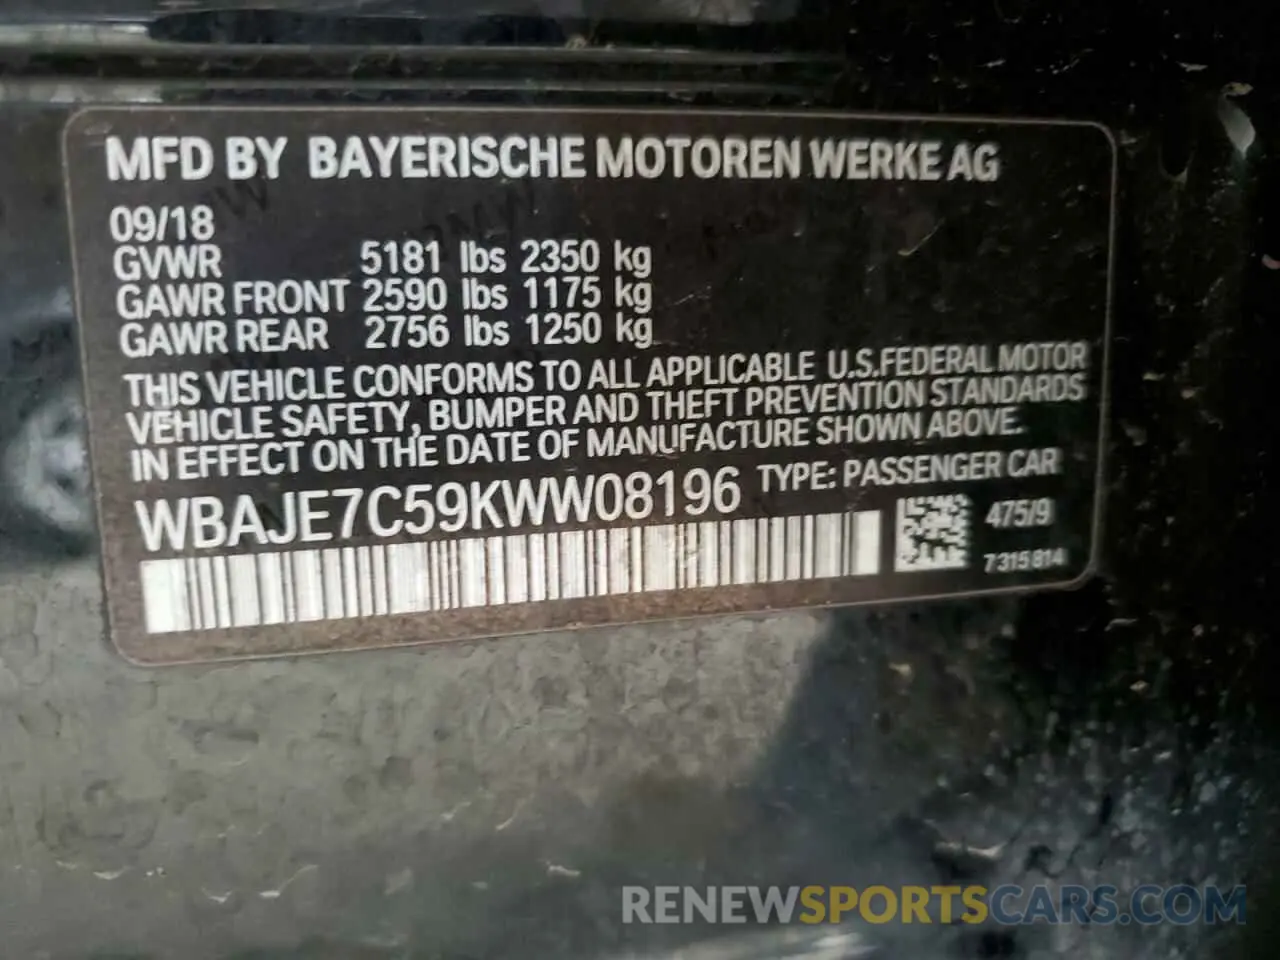 MFD BY BAYERISCHE MOTOREN WERKE AG
09/18
GVWR 5181 lbs 2350 kg
GAWR FRONT 2590 lbs 1175 kg
GAWR REAR 2756 lbs 1250 kg
THIS VEHICLE CONFORMS TO ALL APPLICABLE U.S.FEDERAL MOTOR
VEHICLE SAFETY, BUMPER AND THEFT PREVENTION STANDARDS
IN EFFECT ON THE DATE OF MANUFACTURE SHOWN ABOVE.
WBAJE7C59KWW08196 TYPE: PASSENGER CAR
475/9
7 315 814
RENEWSPORTSCARS.COM